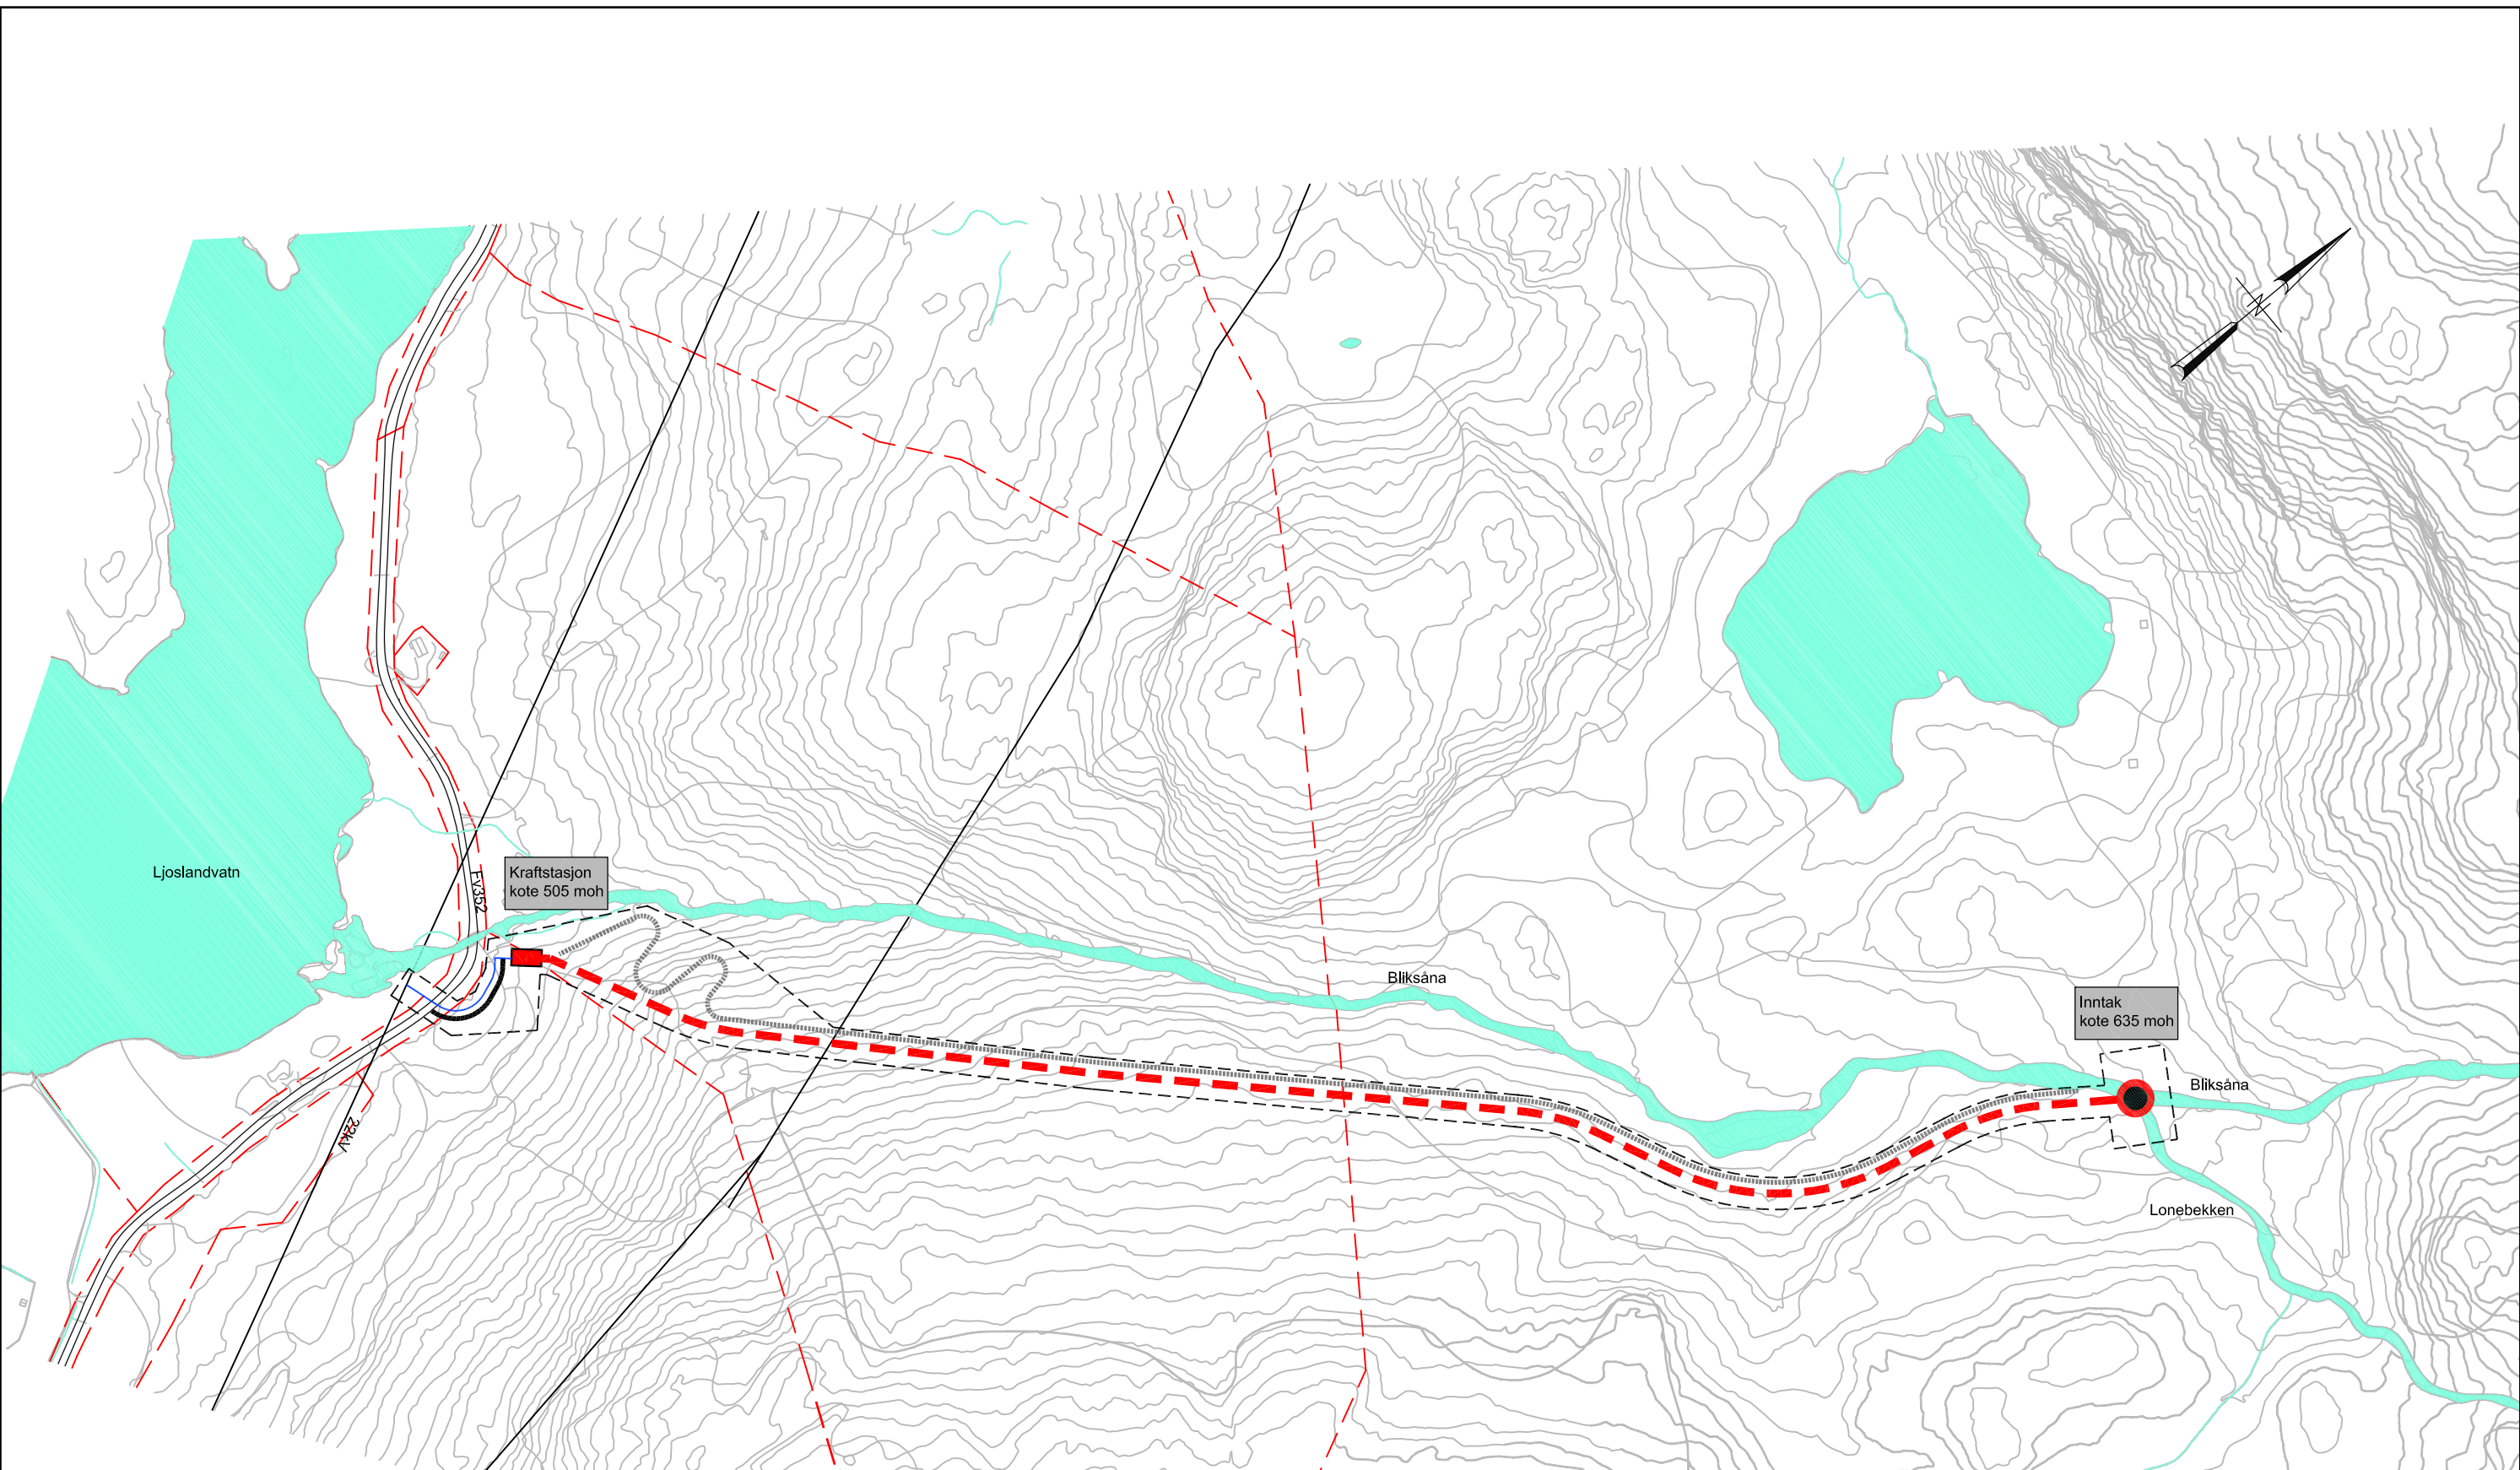 Ljoslandvatn
Fv352
Kraftstasjon
kote 505 moh
22kV
Bliksåna
Inntak
kote 635 moh
Bliksåna
Lonebekken